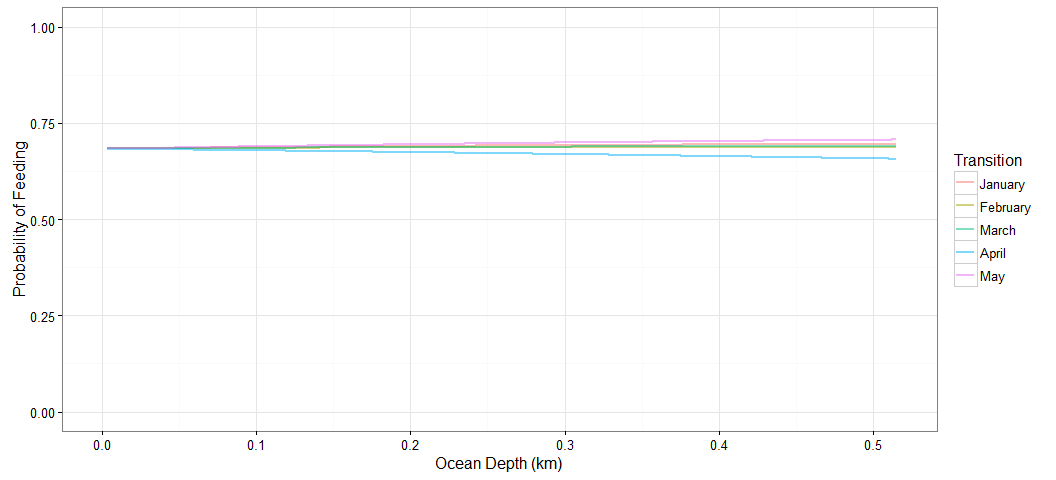 1.00
0.75
0.50
0.25
0.00
Probability of Feeding
0.0 0.1 0.2 0.3 0.4 0.5
Ocean Depth (km)
Transition
January
February
March
April
May